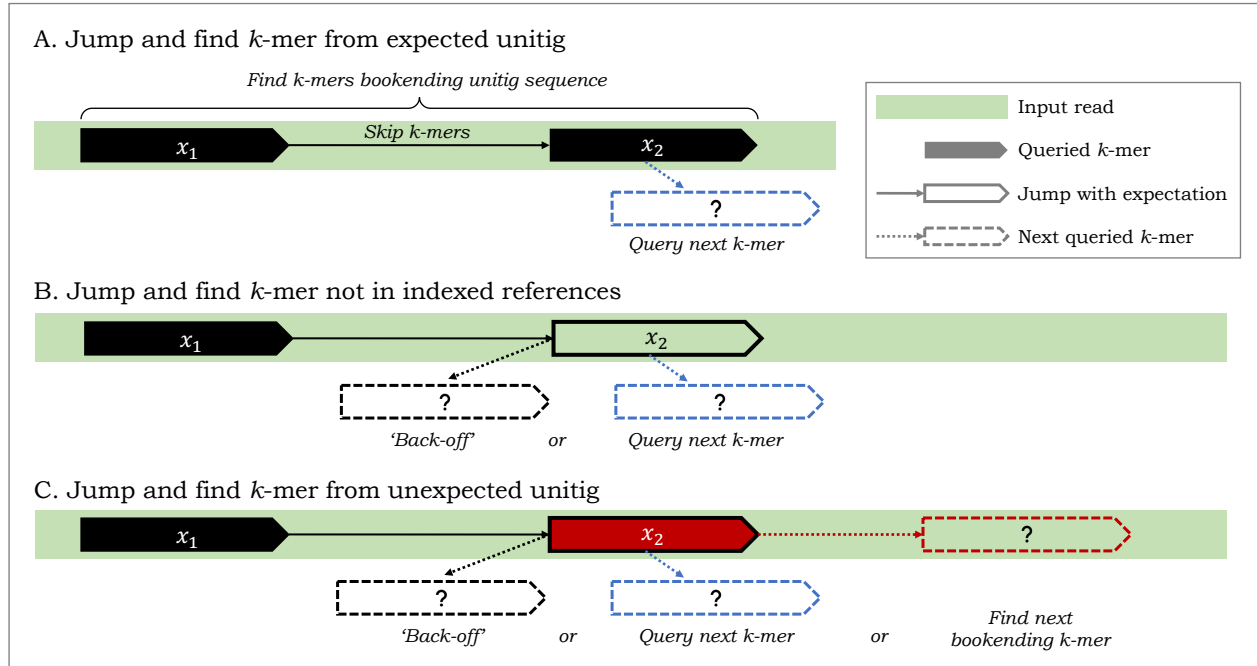 A. Jump and find k-mer from expected unitig
Find k-mers bookending unitig sequence
x₁
Skip k-mers
x₂
?
Query next k-mer
Input read
Queried k-mer
Jump with expectation
Next queried k-mer
B. Jump and find k-mer not in indexed references
x₁
x₂
?
?
'Back-off'
or
Query next k-mer
C. Jump and find k-mer from unexpected unitig
x₁
x₂
?
?
?
'Back-off'
or
Query next k-mer
or
Find next
bookending k-mer